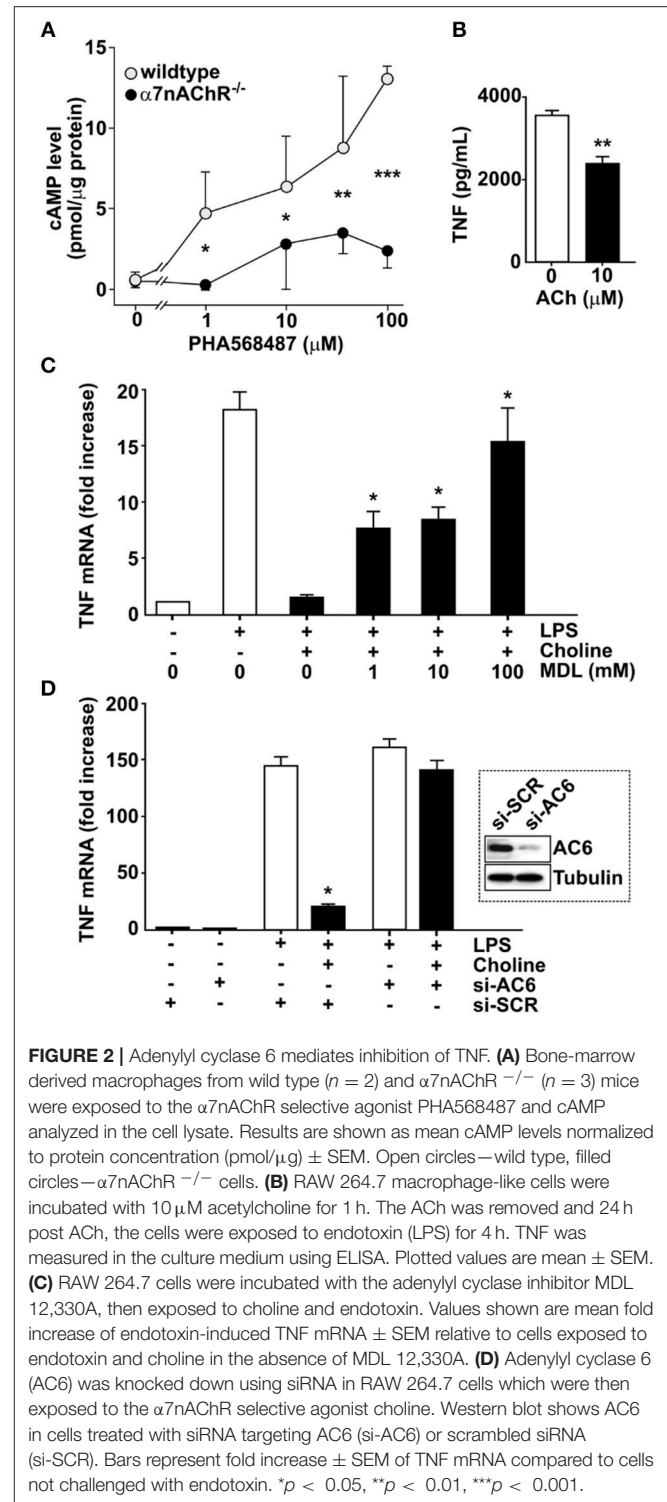 A
15
10
5
0
cAMP level
(pmol/μg protein)
wildtype
α7nAChR-/-
*
*
**
***
0
1
10
100
PHA568487 (μM)
B
4000
2000
0
TNF (pg/mL)
**
0
10
ACh (μM)
C
20
15
10
5
0
TNF mRNA (fold increase)
*
*
*
- + + + + + LPS
- - + + + + Choline
0 0 0 1 10 100 MDL (mM)
D
200
150
100
50
0
TNF mRNA (fold increase)
*
si-SCR
si-AC6
AC6
Tubulin
- - + + + + LPS
- - - + - + Choline
- + - - + + si-AC6
+ - + + - - si-SCR
FIGURE 2 | Adenylyl cyclase 6 mediates inhibition of TNF. (A) Bone-marrow
derived macrophages from wild type (n = 2) and α7nAChR −/− (n = 3) mice
were exposed to the α7nAChR selective agonist PHA568487 and cAMP
analyzed in the cell lysate. Results are shown as mean cAMP levels normalized
to protein concentration (pmol/μg) ± SEM. Open circles—wild type, filled
circles—α7nAChR −/− cells. (B) RAW 264.7 macrophage-like cells were
incubated with 10 μM acetylcholine for 1 h. The ACh was removed and 24 h
post ACh, the cells were exposed to endotoxin (LPS) for 4 h. TNF was
measured in the culture medium using ELISA. Plotted values are mean ± SEM.
(C) RAW 264.7 cells were incubated with the adenylyl cyclase inhibitor MDL
12,330A, then exposed to choline and endotoxin. Values shown are mean fold
increase of endotoxin-induced TNF mRNA ± SEM relative to cells exposed to
endotoxin and choline in the absence of MDL 12,330A. (D) Adenylyl cyclase 6
(AC6) was knocked down using siRNA in RAW 264.7 cells which were then
exposed to the α7nAChR selective agonist choline. Western blot shows AC6
in cells treated with siRNA targeting AC6 (si-AC6) or scrambled siRNA
(si-SCR). Bars represent fold increase ± SEM of TNF mRNA compared to cells
not challenged with endotoxin. *p < 0.05, **p < 0.01, ***p < 0.001.